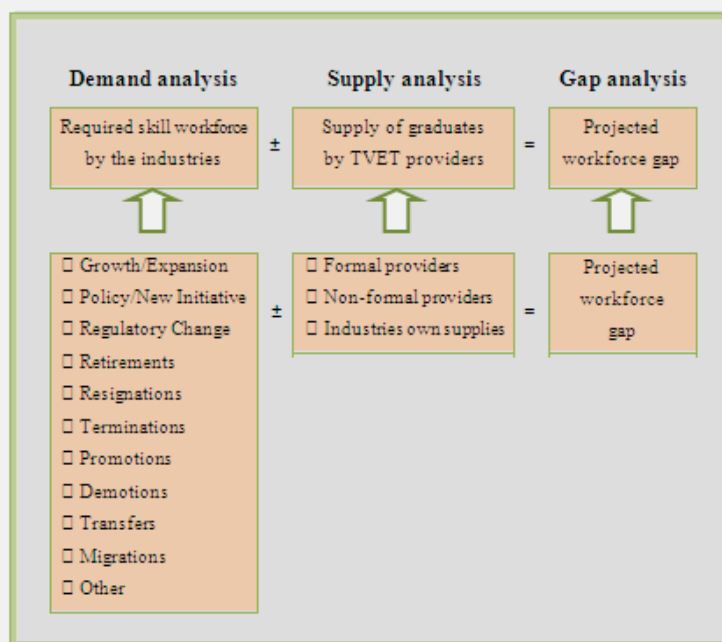 Demand analysis
Supply analysis
Gap analysis
Required skill workforce
by the industries
±
Supply of graduates
by TVET providers
=
Projected
workforce gap
□ Growth/Expansion
□ Policy/New Initiative
□ Regulatory Change
□ Retirements
□ Resignations
□ Terminations
□ Promotions
□ Demotions
□ Transfers
□ Migrations
□ Other
±
□ Formal providers
□ Non-formal providers
□ Industries own supplies
=
Projected
workforce
gap